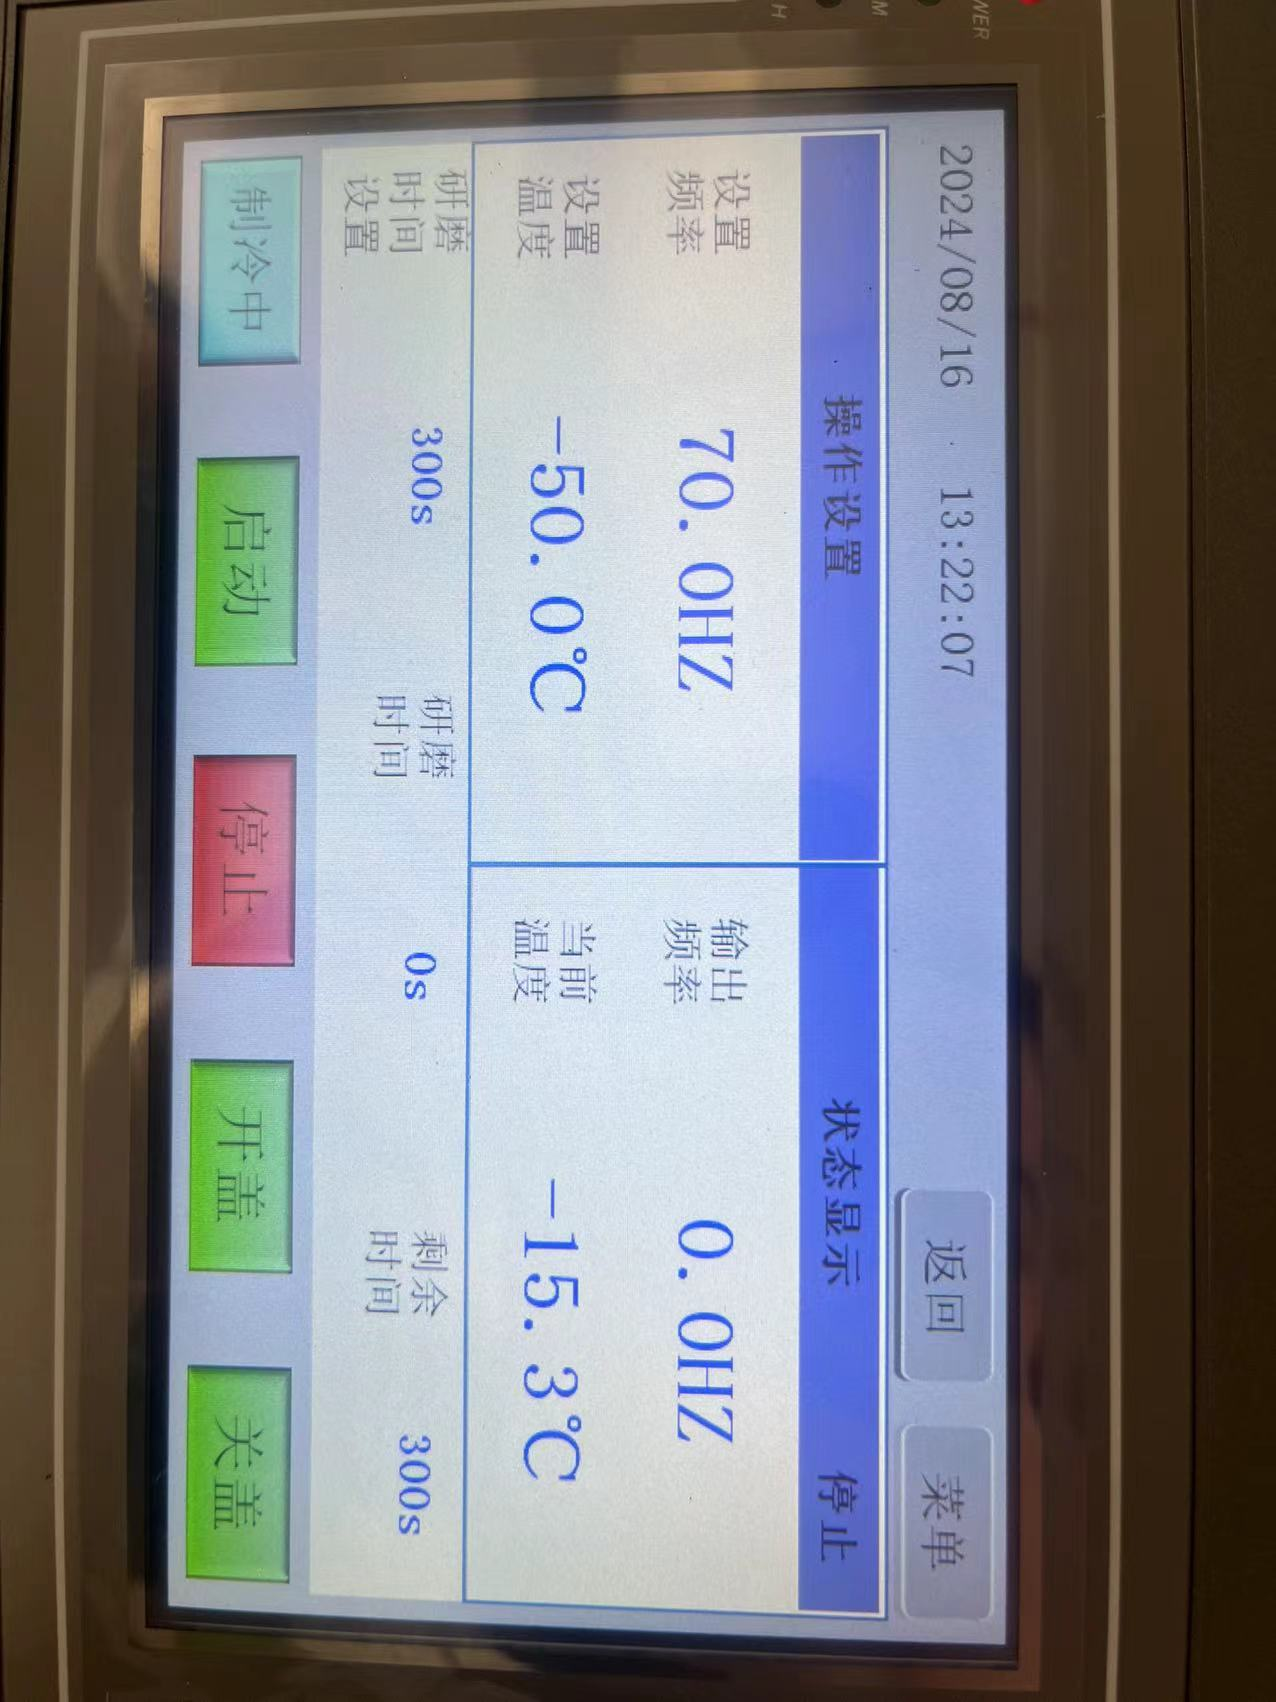 WER
M
H
2024/08/16 13:22:07
返回
菜单
操作设置
状态显示
停止
设置
频率
70.0HZ
输出
频率
0.0HZ
设置
温度
-50.0℃
当前
温度
-15.3℃
研磨
时间
设置
300s
研磨
时间
0s
剩余
时间
300s
制冷中
启动
停止
开盖
关盖